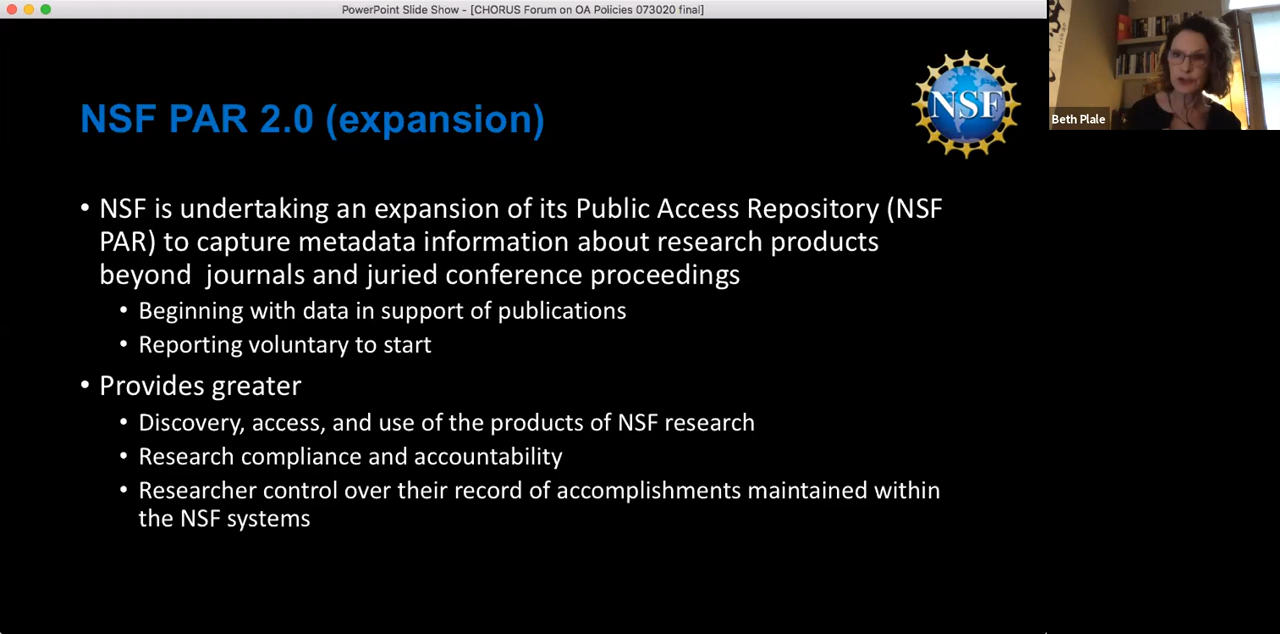 PowerPoint Slide Show - [CHORUS Forum on OA Policies 073020 final]
NSF PAR 2.0 (expansion)
NSF
Beth Plale
• NSF is undertaking an expansion of its Public Access Repository (NSF
PAR) to capture metadata information about research products
beyond  journals and juried conference proceedings
• Beginning with data in support of publications
• Reporting voluntary to start
• Provides greater
• Discovery, access, and use of the products of NSF research
• Research compliance and accountability
• Researcher control over their record of accomplishments maintained within
the NSF systems